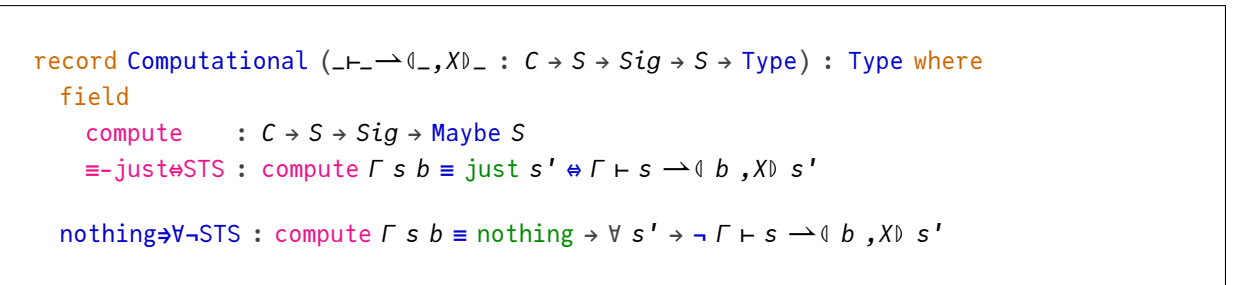 record Computational (_⊢_⇀⦇_,X⦈_ : C → S → Sig → S → Type) : Type where
field
compute : C → S → Sig → Maybe S
≡-just⇔STS : compute Γ s b ≡ just s' ⇔ Γ ⊢ s ⇀⦇ b ,X⦈ s'
nothing⇒∀¬STS : compute Γ s b ≡ nothing → ∀ s' → ¬ Γ ⊢ s ⇀⦇ b ,X⦈ s'